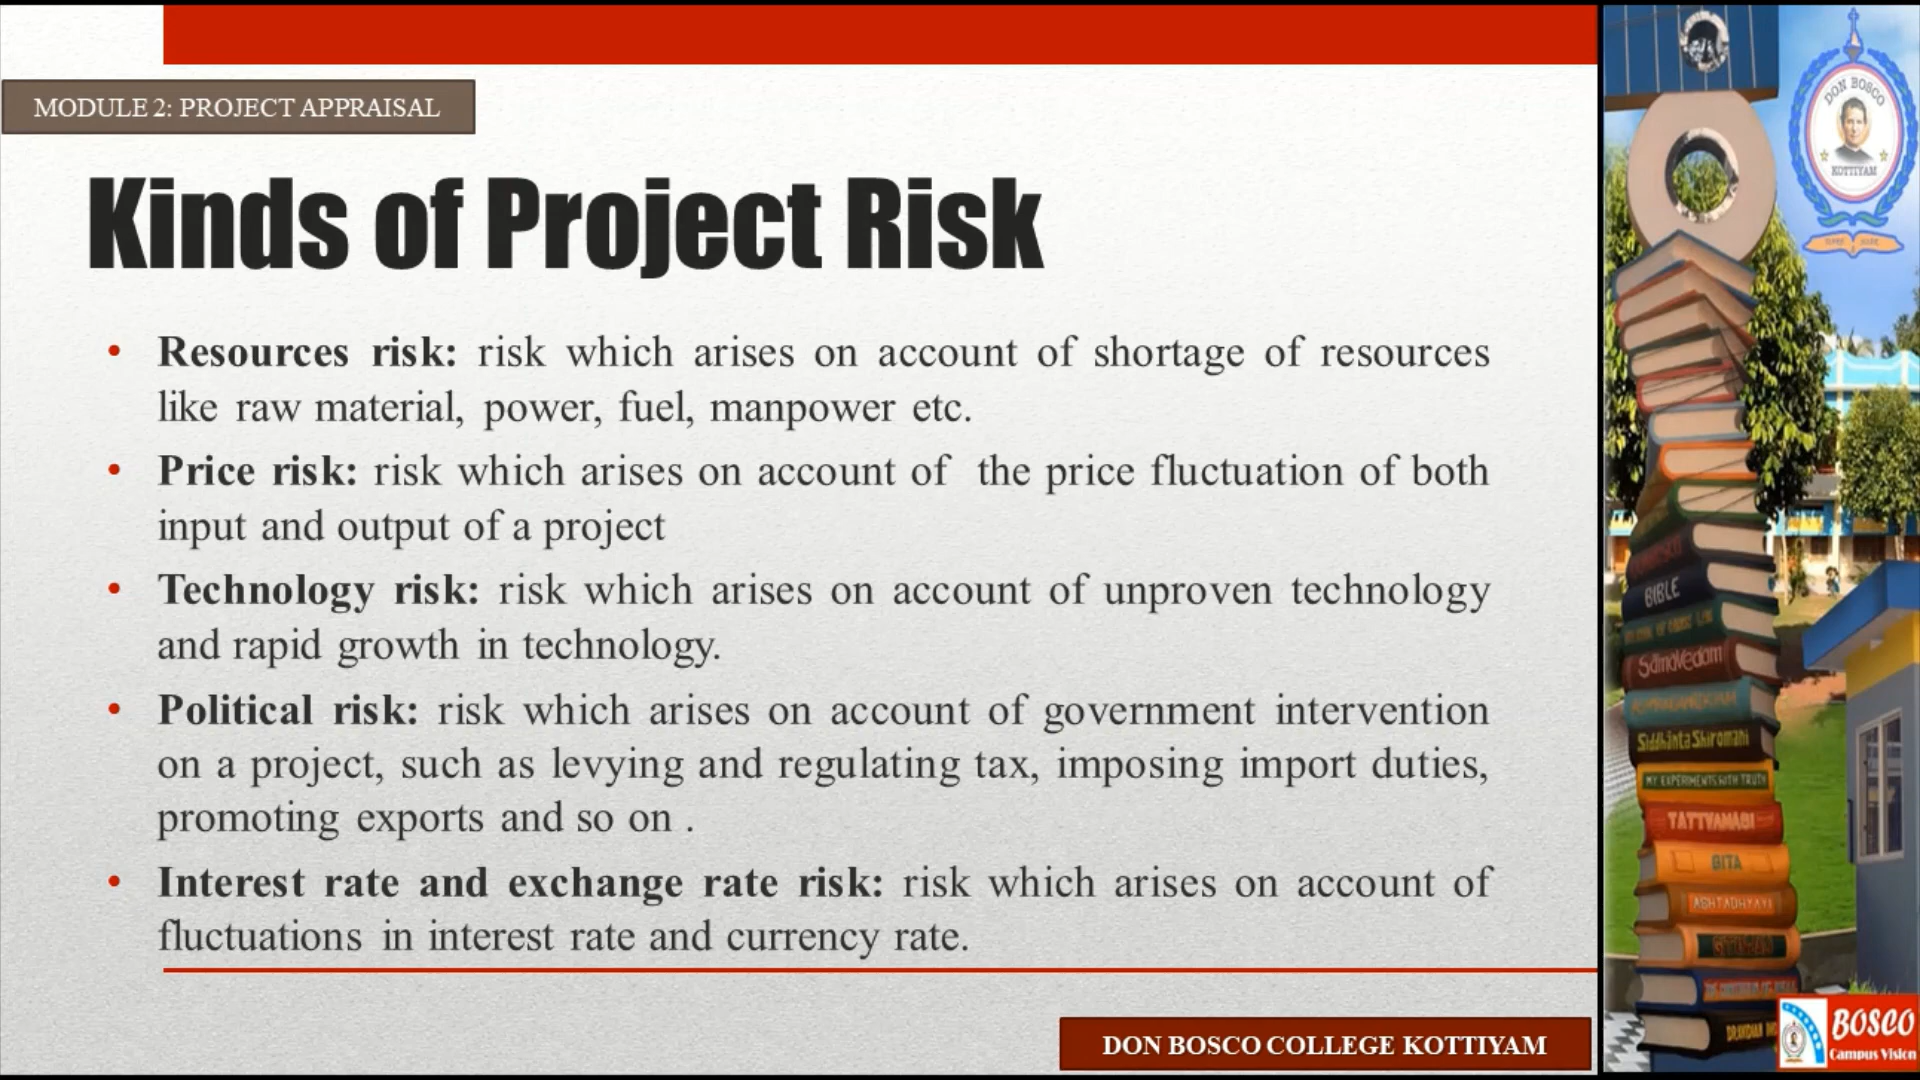 MODULE 2: PROJECT APPRAISAL
Kinds of Project Risk
• Resources risk: risk which arises on account of shortage of resources
like raw material, power, fuel, manpower etc.
• Price risk: risk which arises on account of the price fluctuation of both
input and output of a project
• Technology risk: risk which arises on account of unproven technology
and rapid growth in technology.
• Political risk: risk which arises on account of government intervention
on a project, such as levying and regulating tax, imposing import duties,
promoting exports and so on .
• Interest rate and exchange rate risk: risk which arises on account of
fluctuations in interest rate and currency rate.
DON BOSCO COLLEGE KOTTIYAM
DON BOSCO
KOTTIYAM
BIBLE
SamaVedam
Siddhanta Shiromani
MY EXPERIMENTS WITH TRUTH
GITA
ASHTADHYAYI
BOSCO
Campus Vision